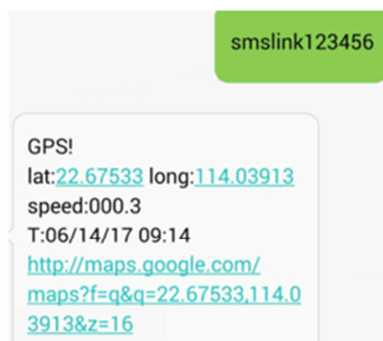 smslink123456
GPS!
lat:22.67533 long:114.03913
speed:000.3
T:06/14/17 09:14
http://maps.google.com/
maps?f=q&q=22.67533,114.0
3913&z=16